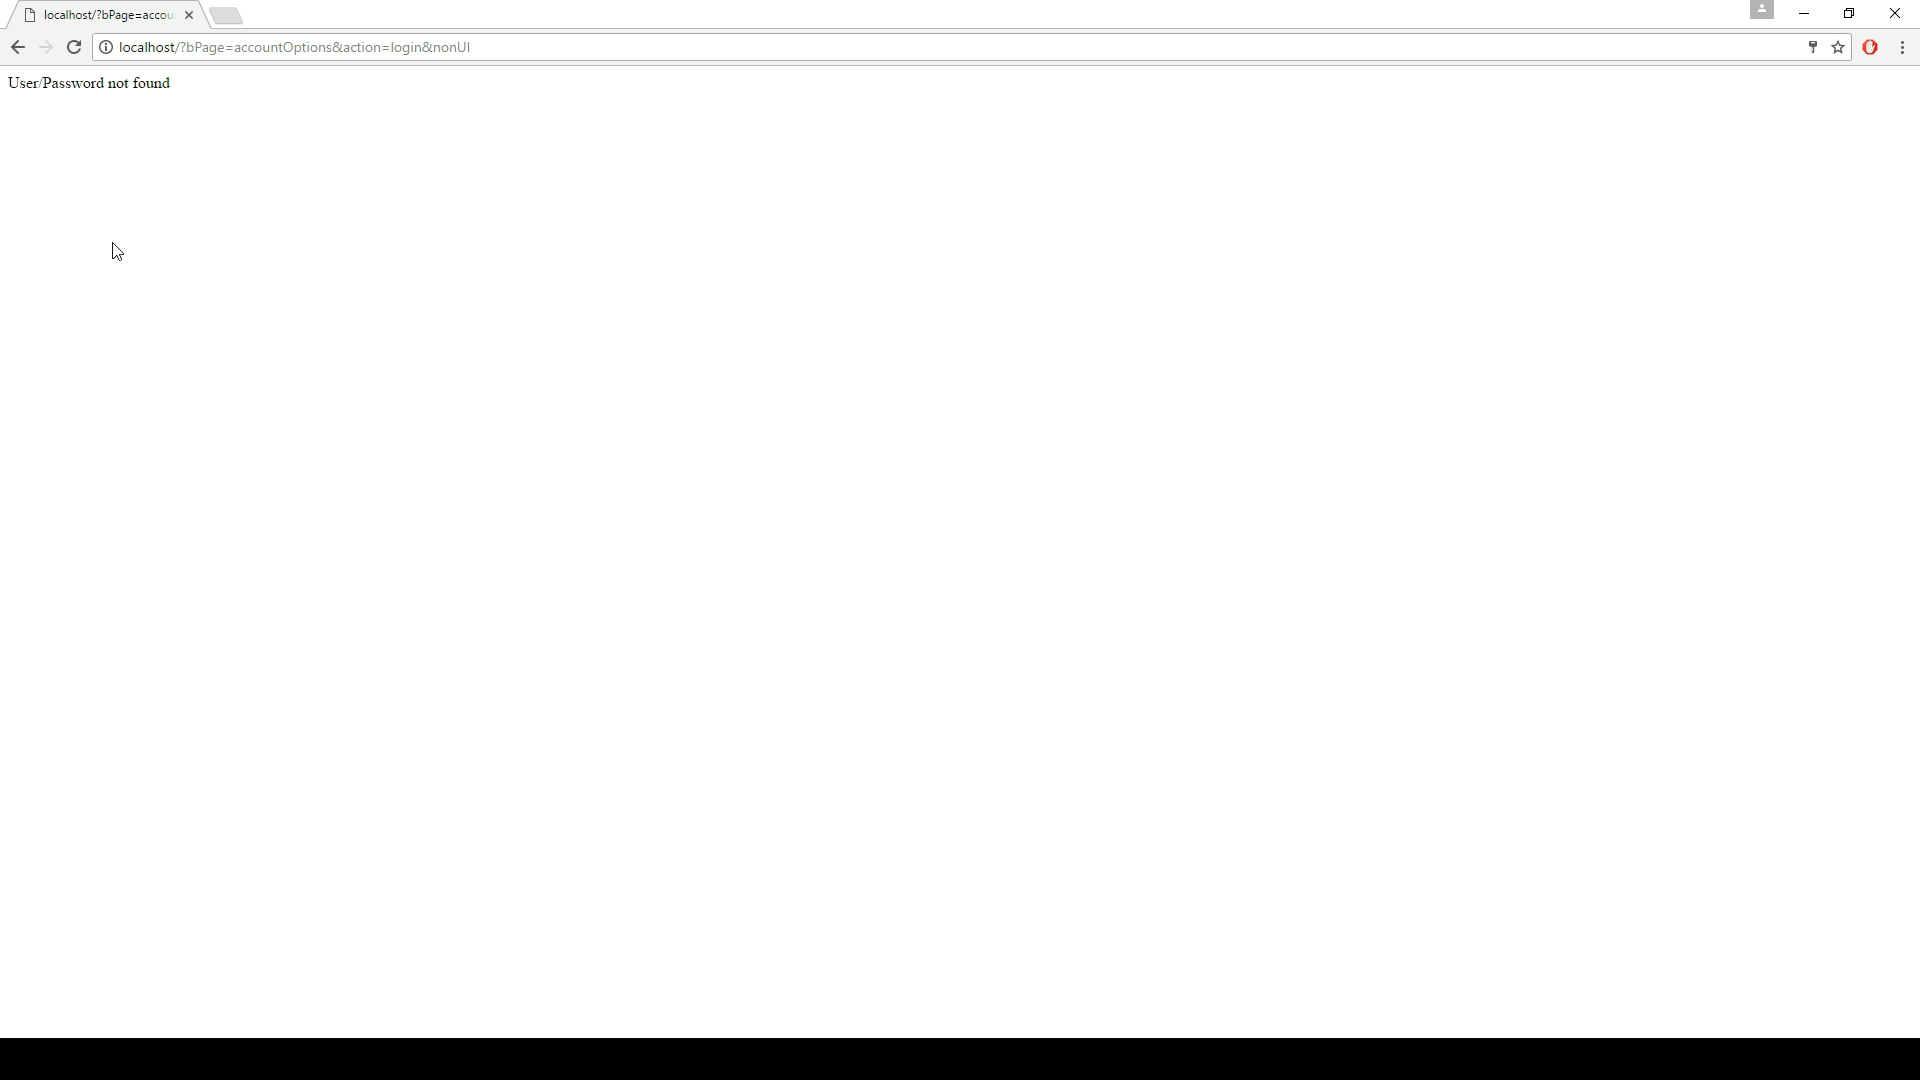 localhost/?bPage=accou
localhost/?bPage=accountOptions&action=login&nonUI
User/Password not found